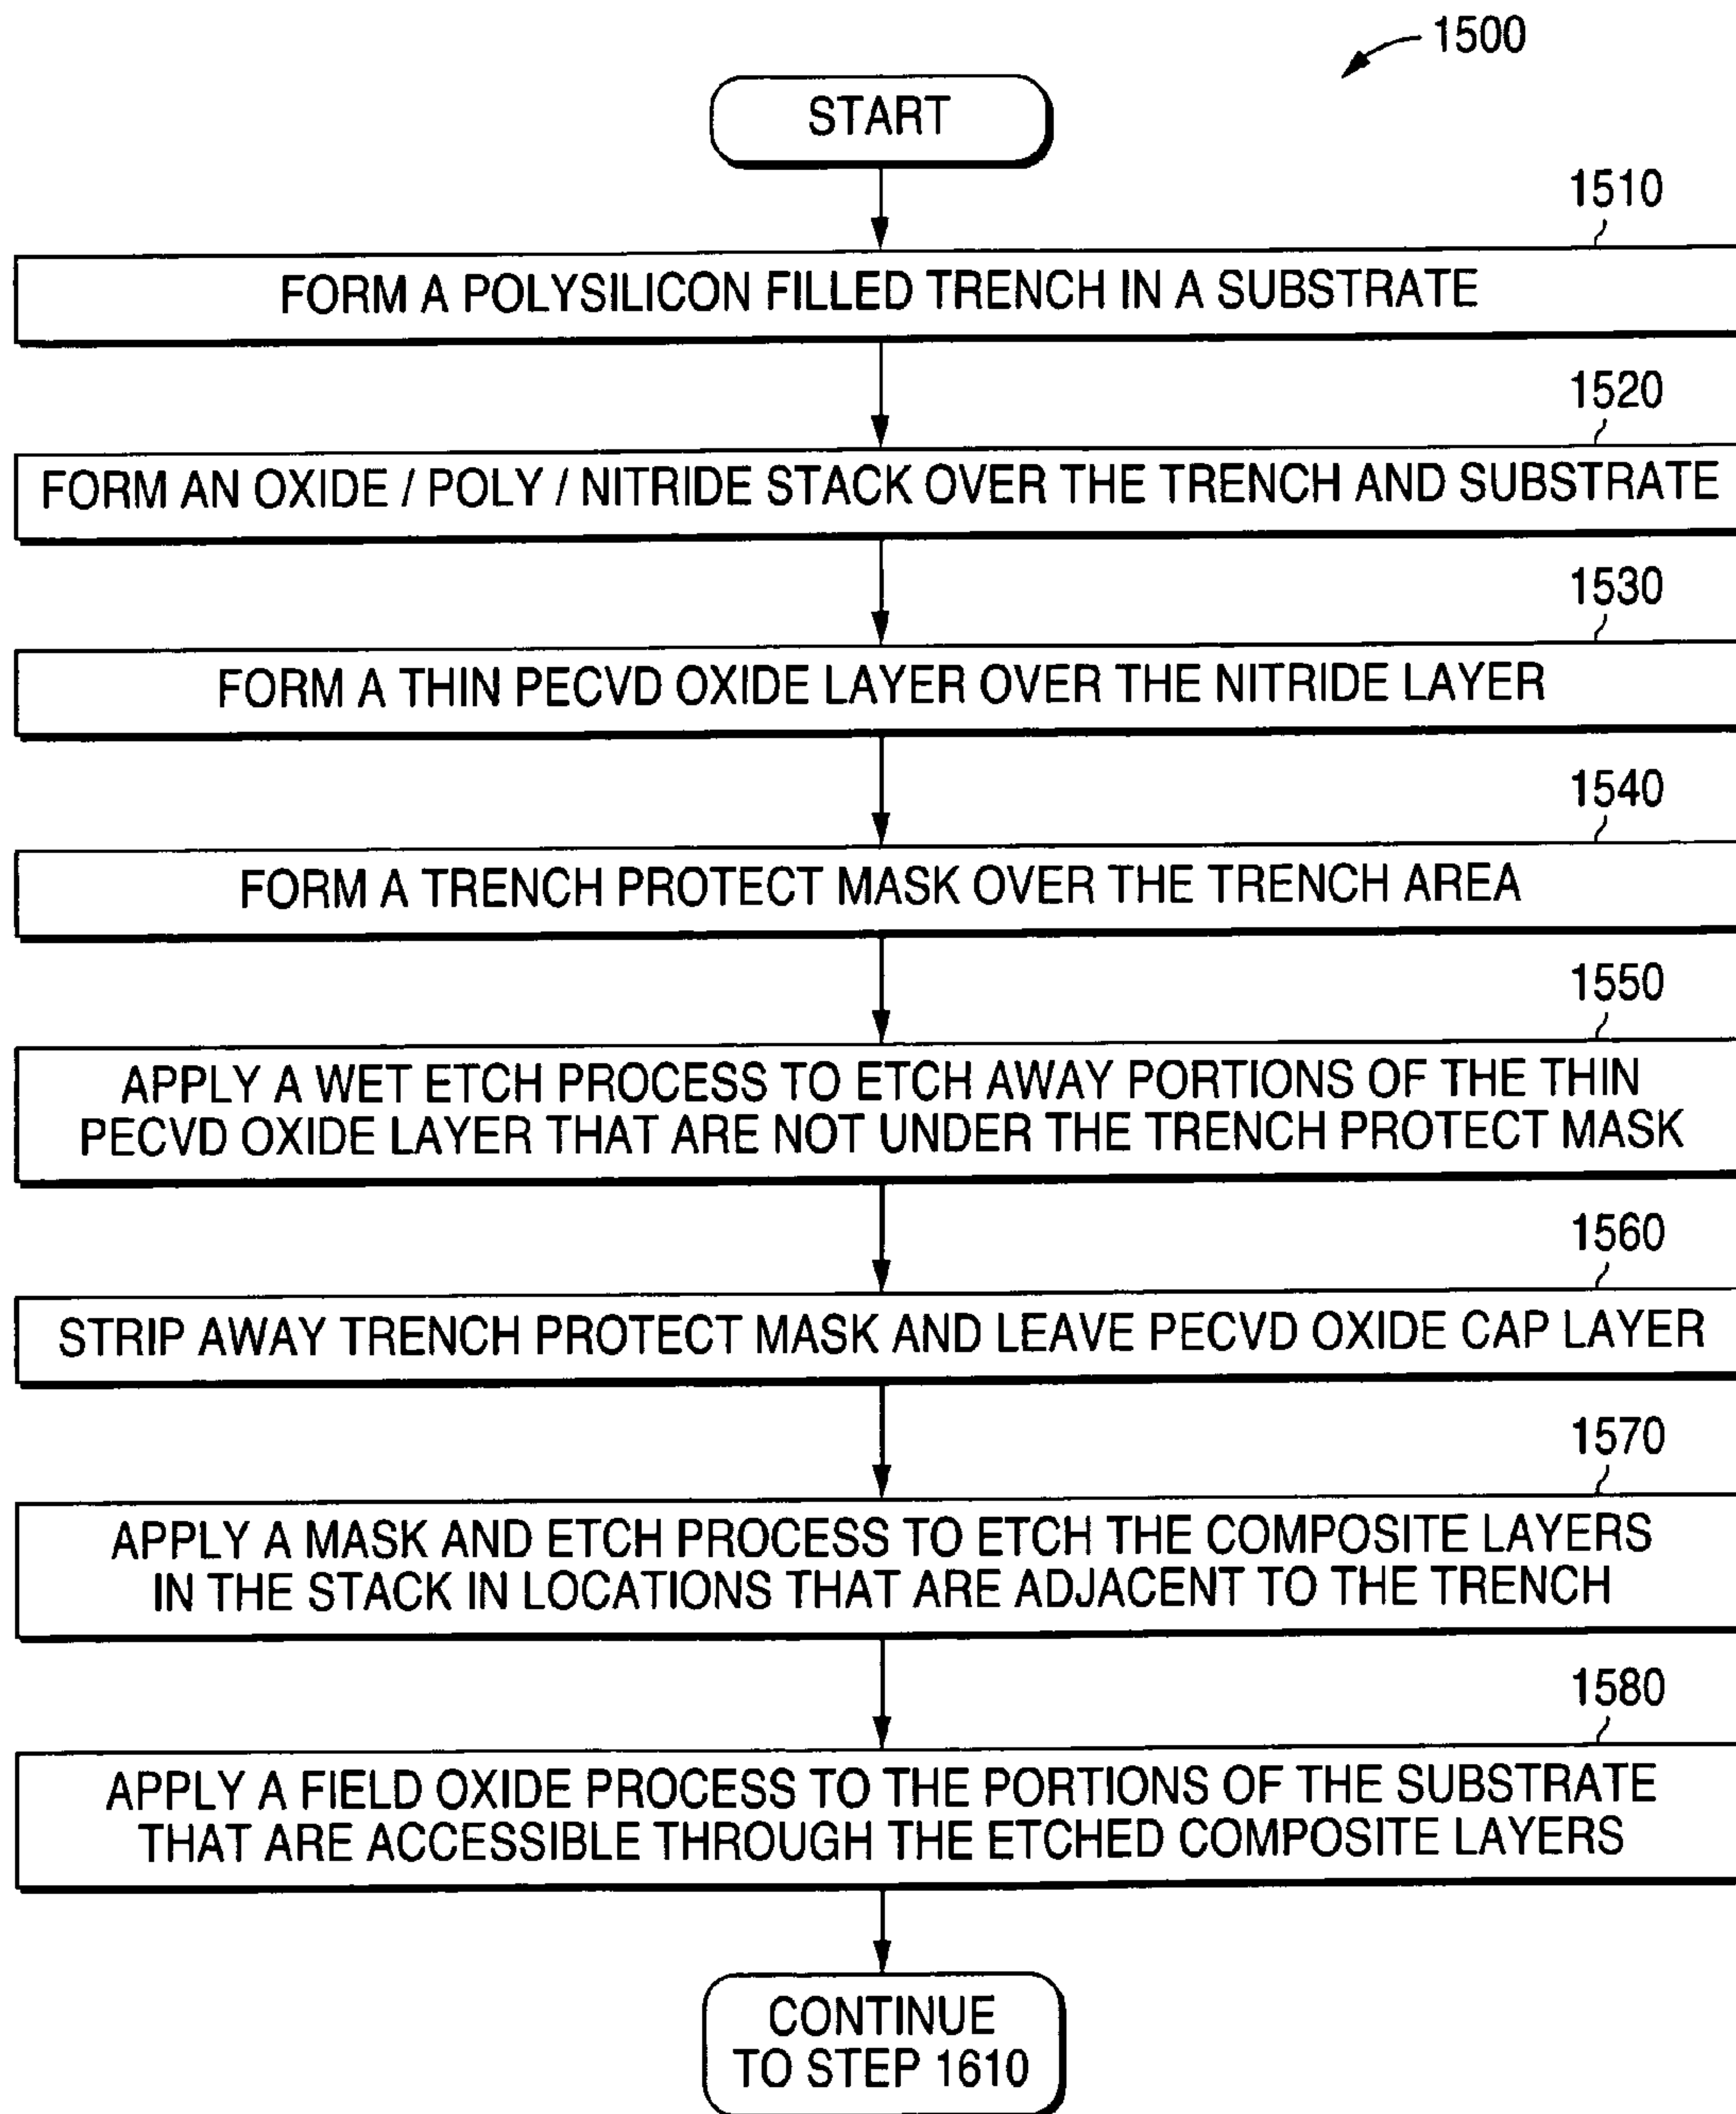 1500
START
1510
FORM A POLYSILICON FILLED TRENCH IN A SUBSTRATE
1520
FORM AN OXIDE / POLY / NITRIDE STACK OVER THE TRENCH AND SUBSTRATE
1530
FORM A THIN PECVD OXIDE LAYER OVER THE NITRIDE LAYER
1540
FORM A TRENCH PROTECT MASK OVER THE TRENCH AREA
1550
APPLY A WET ETCH PROCESS TO ETCH AWAY PORTIONS OF THE THIN
PECVD OXIDE LAYER THAT ARE NOT UNDER THE TRENCH PROTECT MASK
1560
STRIP AWAY TRENCH PROTECT MASK AND LEAVE PECVD OXIDE CAP LAYER
1570
APPLY A MASK AND ETCH PROCESS TO ETCH THE COMPOSITE LAYERS
IN THE STACK IN LOCATIONS THAT ARE ADJACENT TO THE TRENCH
1580
APPLY A FIELD OXIDE PROCESS TO THE PORTIONS OF THE SUBSTRATE
THAT ARE ACCESSIBLE THROUGH THE ETCHED COMPOSITE LAYERS
CONTINUE
TO STEP 1610